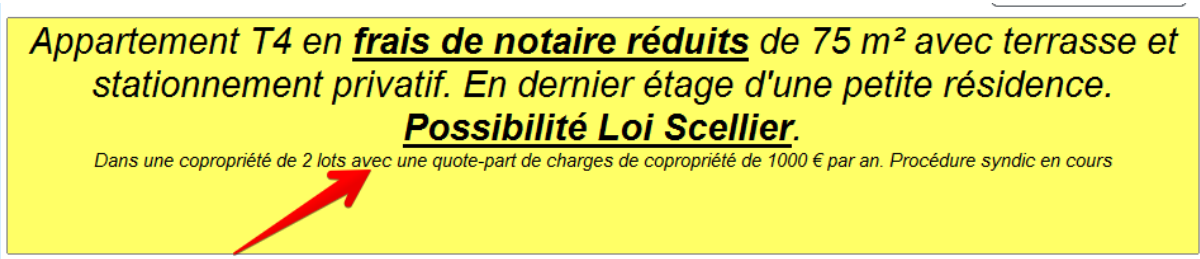 Appartement T4 en frais de notaire réduits de 75 m² avec terrasse et
stationnement privatif. En dernier étage d'une petite résidence.
Possibilité Loi Scellier.
Dans une copropriété de 2 lots avec une quote-part de charges de copropriété de 1000 € par an. Procédure syndic en cours